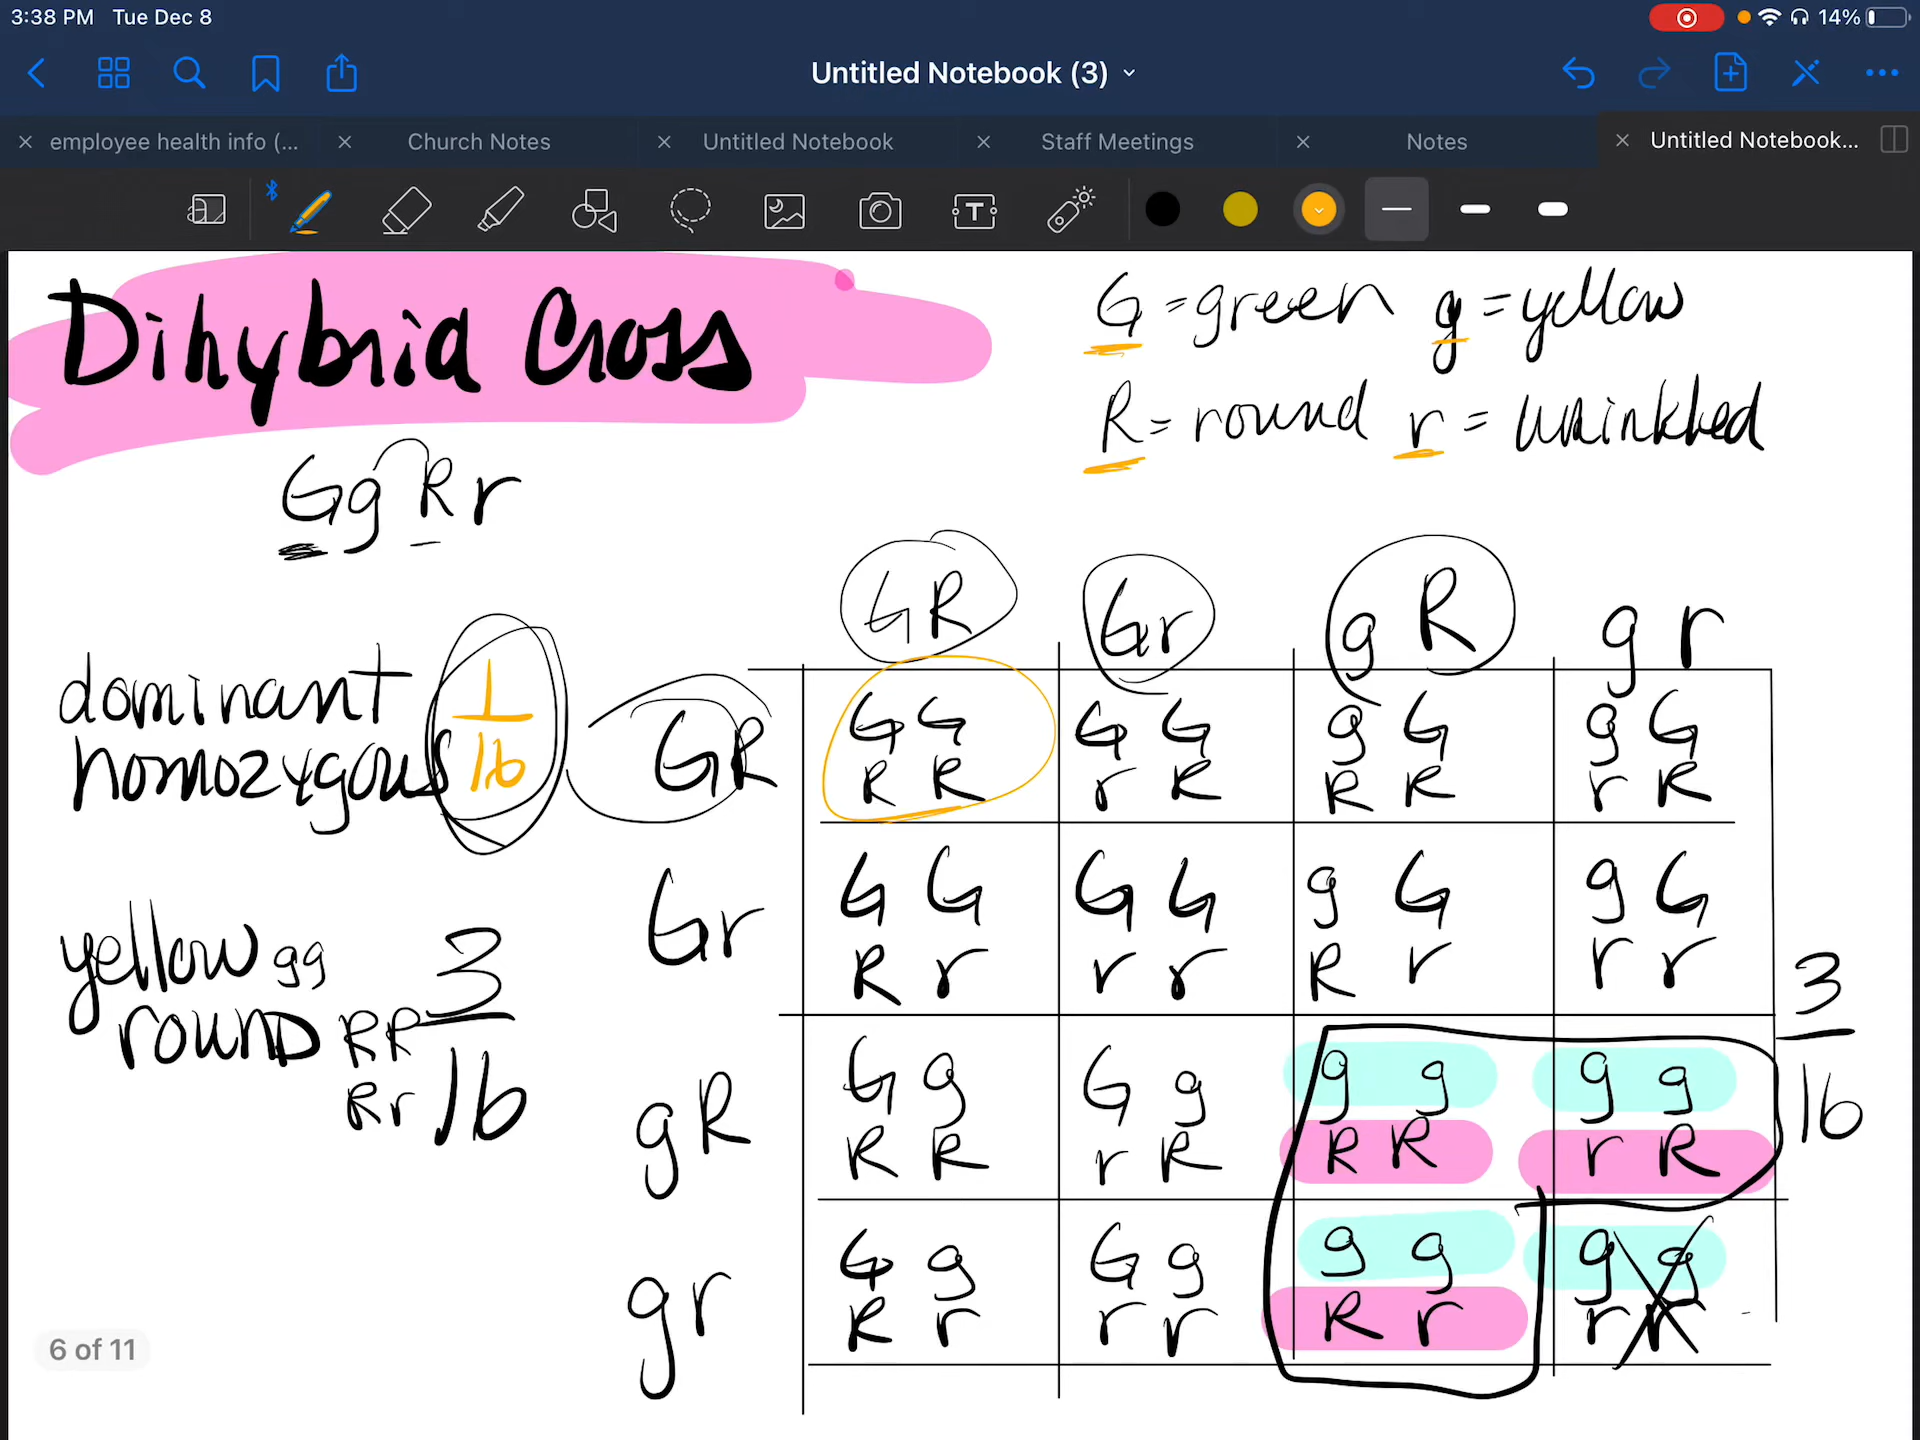 3:38 PM Tue Dec 8 14%
Untitled Notebook (3)
employee health info (... Church Notes Untitled Notebook Staff Meetings Notes Untitled Notebook...
Dihybrid Cross
G = green g = yellow
R = round r = wrinkled
Gg Rr
GR Gr gR gr
dominant homozygous 1/16
GR
GG RR
GG rR
gG RR
gG rR
Gr
GG Rr
GG rr
gG Rr
gG rr
yellow gg
round RR
Rr
3/16
gR
Gg RR
Gg rR
gg RR
gg rR
3/16
gr
Gg Rr
Gg rr
gg Rr
gg rr
6 of 11